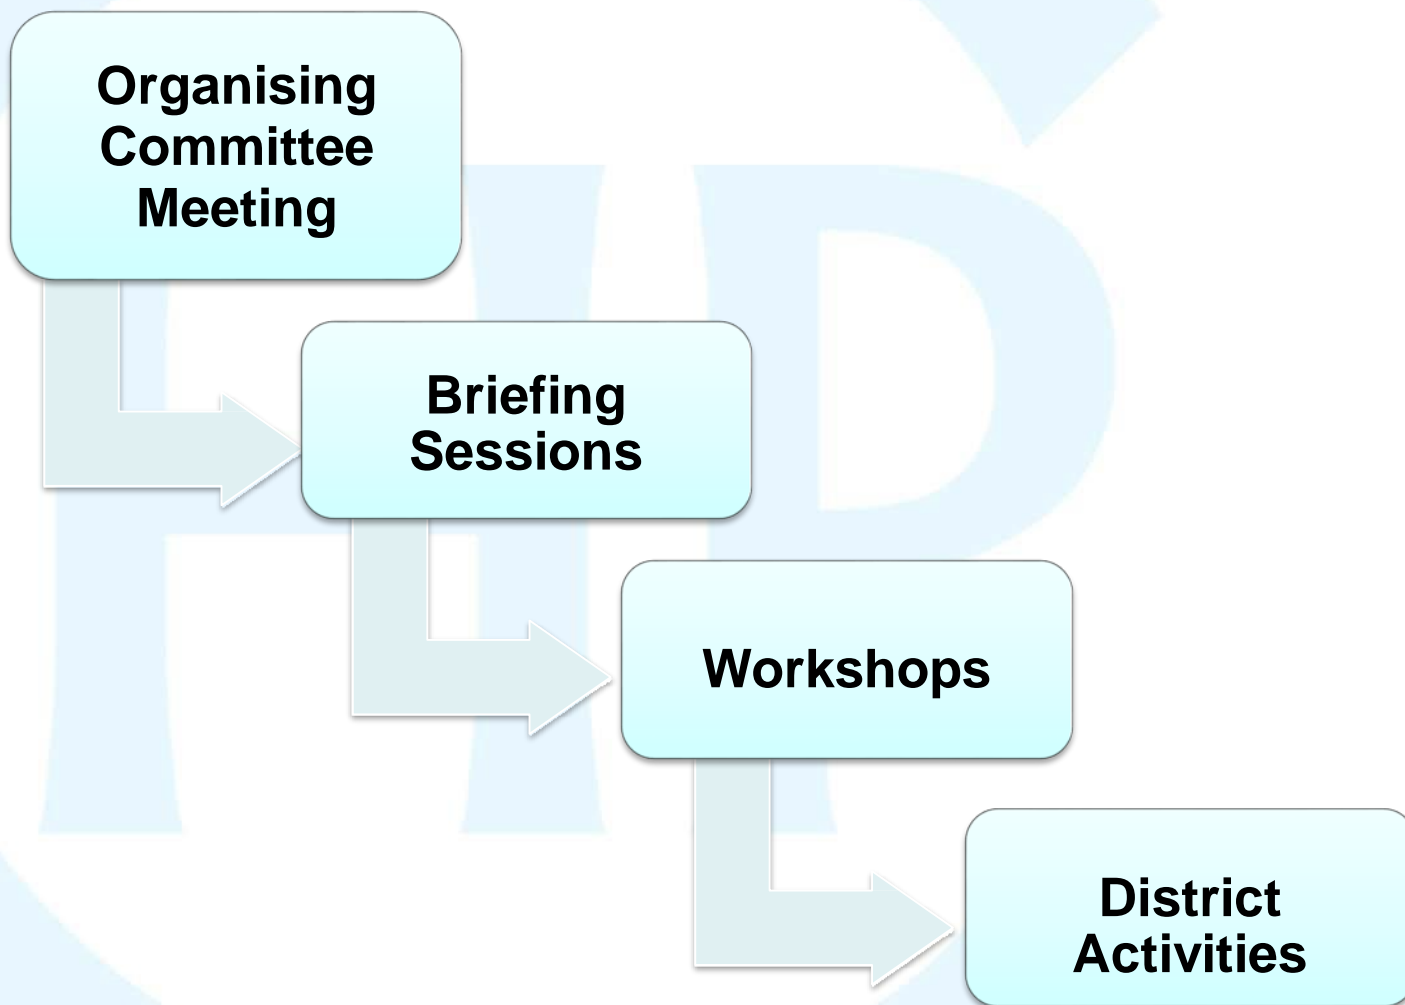 Organising
Committee
Meeting
Briefing
Sessions
Workshops
District
Activities